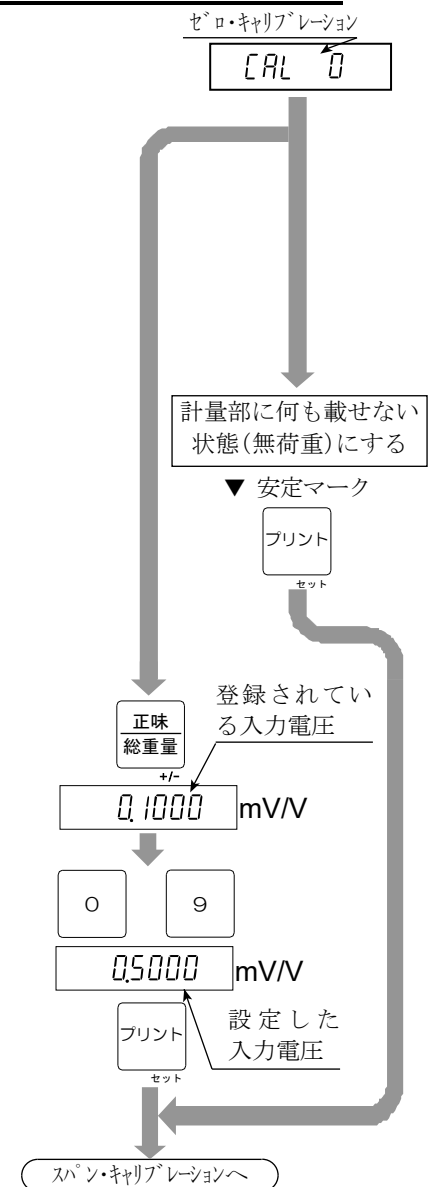 ｾﾞﾛ・ｷｬﾘﾌﾞﾚｰｼｮﾝ
CAL 0
計量部に何も載せない
状態(無荷重)にする
▼ 安定マーク
プリント
セット
正味
総重量
+/-
登録されてい
る入力電圧
0.1000 mV/V
0 9
0.5000 mV/V
プリント
セット
設定した
入力電圧
ｽﾊﾟﾝ・ｷｬﾘﾌﾞﾚｰｼｮﾝへ